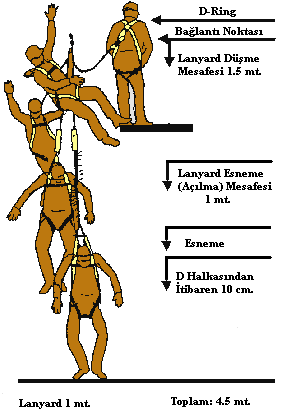 D-Ring
Bağlantı Noktası
Lanyard Düşme
Mesafesi 1.5 mt.
Lanyard Esneme
(Açılma) Mesafesi
1 mt.
Esneme
D Halkasından
İtibaren 10 cm.
Lanyard 1 mt.
Toplam: 4.5 mt.